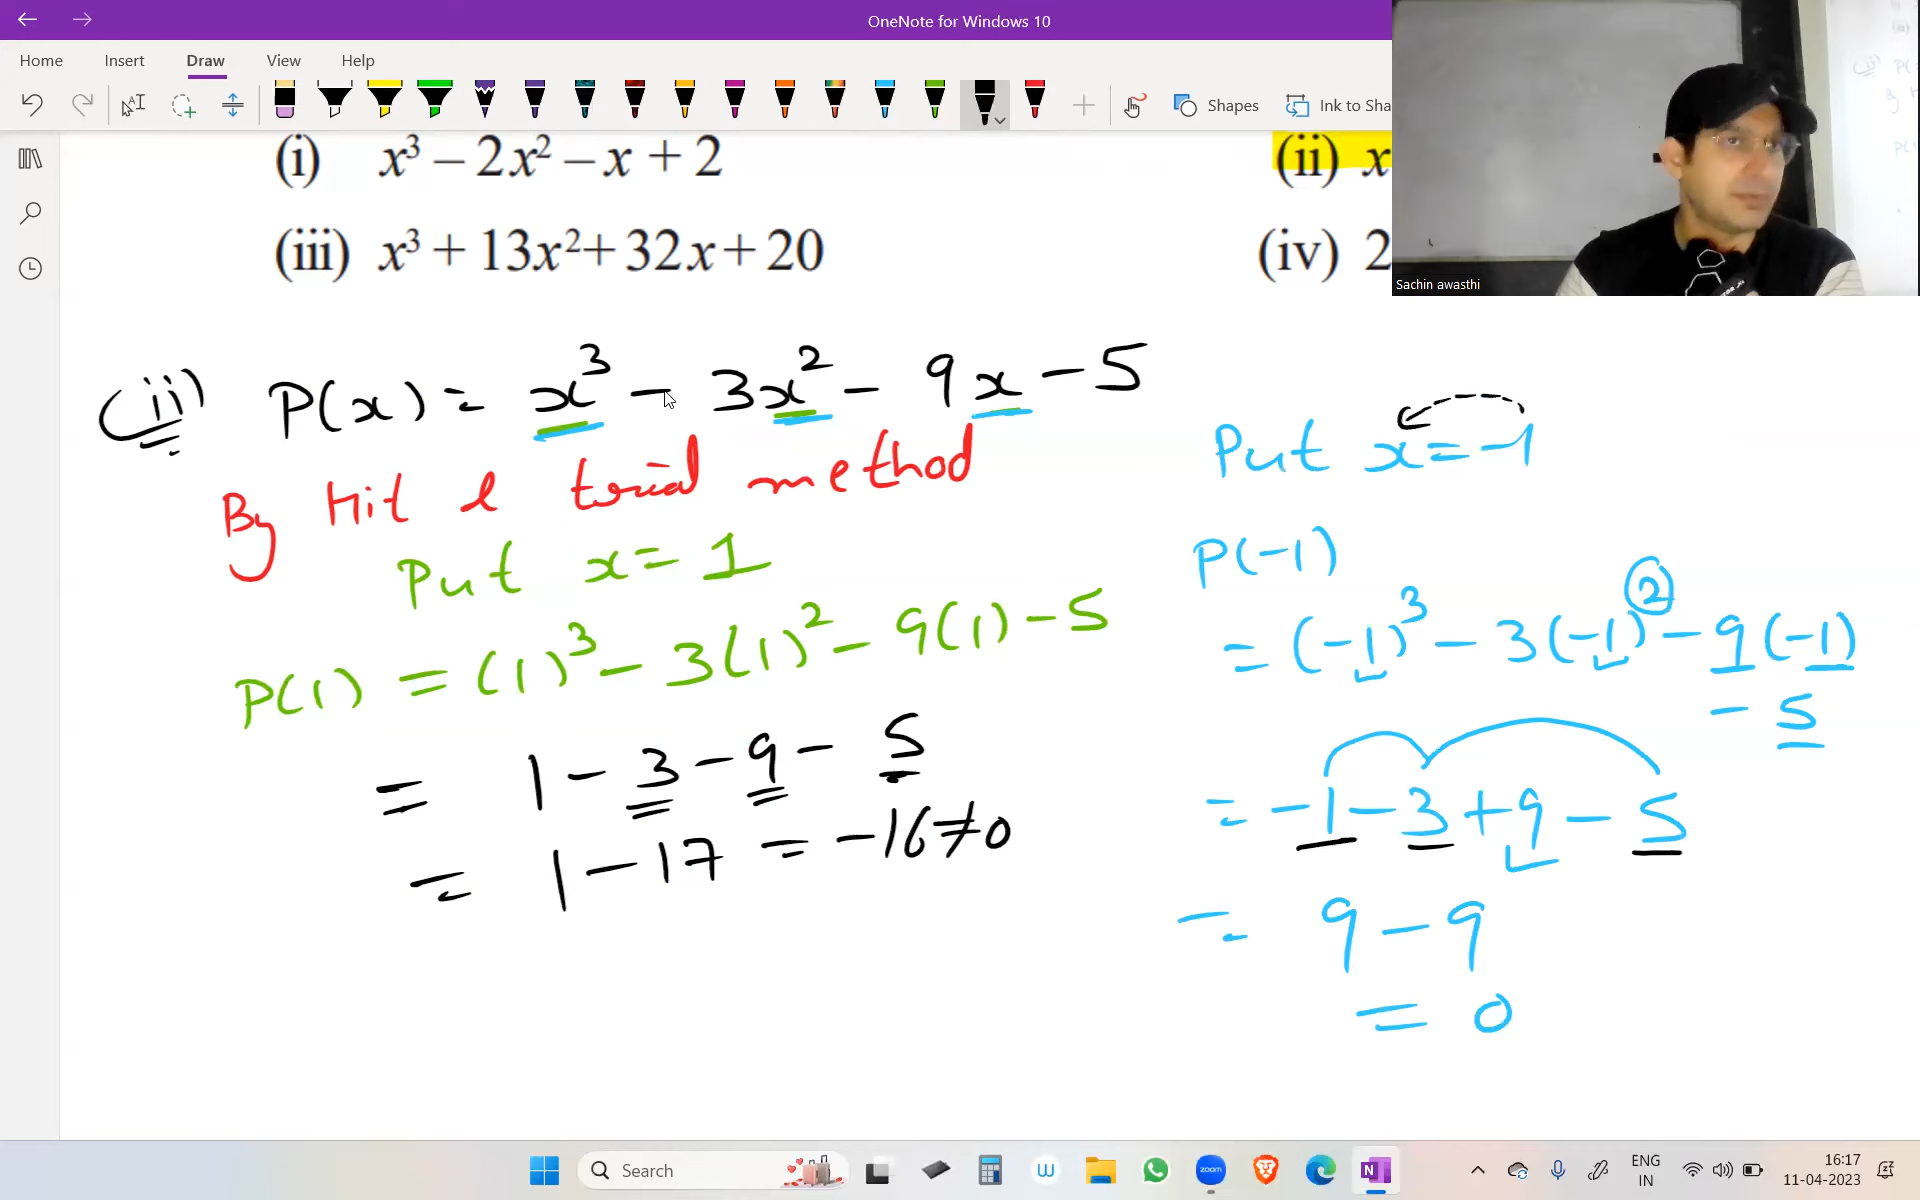 OneNote for Windows 10
Home Insert Draw View Help
Shapes Ink to Sha
(i) x³ – 2x² – x + 2
(ii) x
(iii) x³ + 13x² + 32x + 20
(iv) 2
Sachin awasthi
(ii) P(x) = x³ - 3x² - 9x - 5
By Hit & trial method
Put x = 1
P(1) = (1)³ - 3(1)² - 9(1) - 5
= 1 - 3 - 9 - 5
= 1 - 17 = -16 ≠ 0
Put x = -1
P(-1)
= (-1)³ - 3(-1)² - 9(-1)
- 5
= -1 - 3 + 9 - 5
= 9 - 9
= 0
Search
zoom
ENG
IN
16:17
11-04-2023